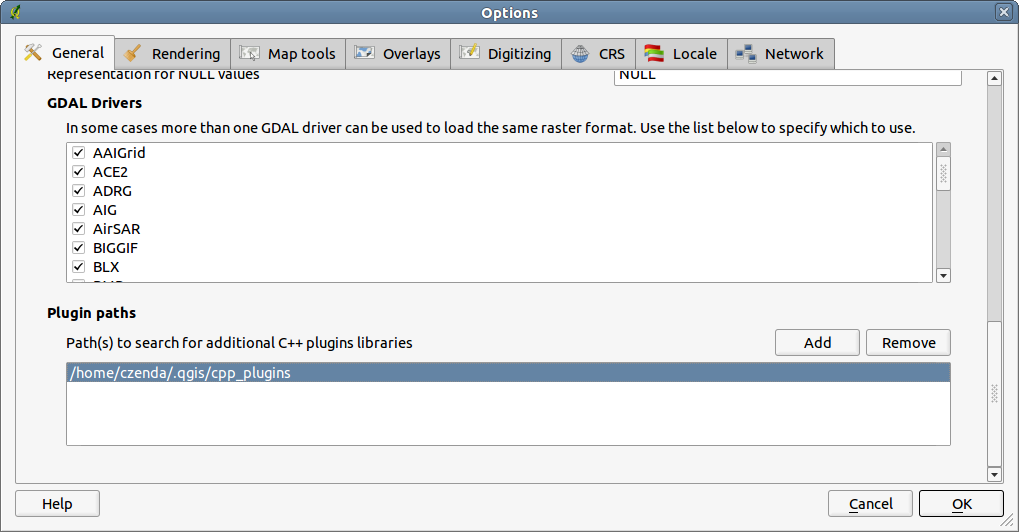 Options
General Rendering Map tools Overlays Digitizing CRS Locale Network
Representation for NULL values NULL
GDAL Drivers
In some cases more than one GDAL driver can be used to load the same raster format. Use the list below to specify which to use.
AAIGrid
ACE2
ADRG
AIG
AirSAR
BIGGIF
BLX
Plugin paths
Path(s) to search for additional C++ plugins libraries Add Remove
/home/czenda/.qgis/cpp_plugins
Help Cancel OK